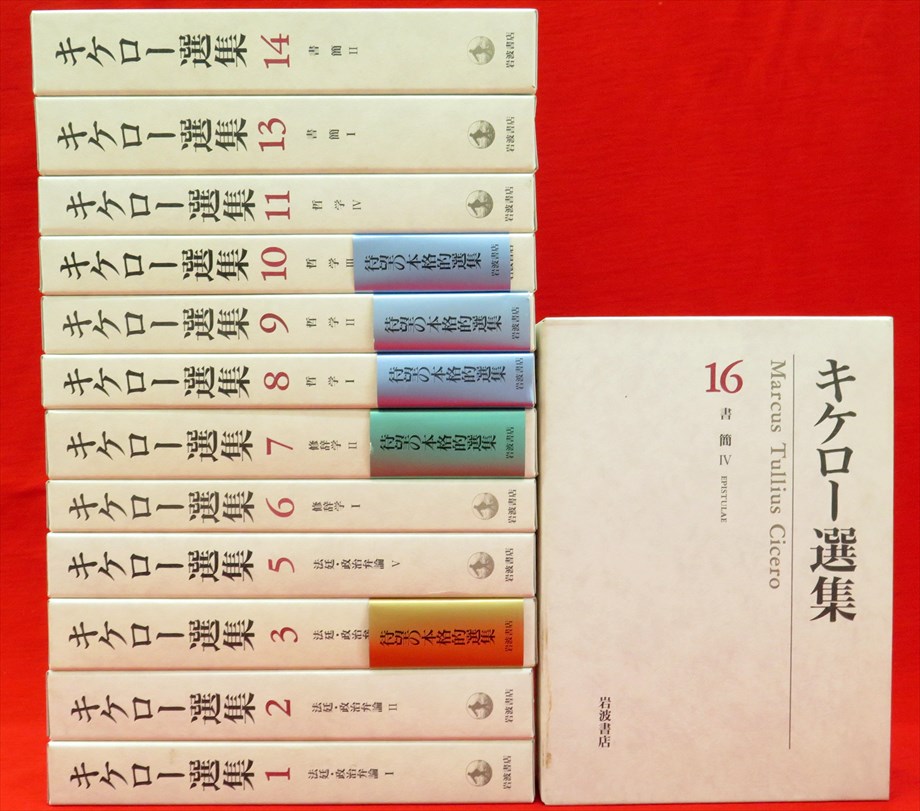 キケロー選集 14 書簡 II 岩波書店
キケロー選集 13 書簡 I 岩波書店
キケロー選集 11 哲学 IV 岩波書店
キケロー選集 10 哲学 III 待望の本格的選集 岩波書店
キケロー選集 9 哲学 II 待望の本格的選集 岩波書店
キケロー選集 8 哲学 I 待望の本格的選集 岩波書店
キケロー選集 7 修辞学 II 待望の本格的選集 岩波書店
キケロー選集 6 修辞学 I 岩波書店
キケロー選集 5 法廷・政治弁論 V 岩波書店
キケロー選集 3 法廷・政治 待望の本格的選集 岩波書店
キケロー選集 2 法廷・政治弁論 II 岩波書店
キケロー選集 1 法廷・政治弁論 I 岩波書店
キケロー選集
Marcus Tullius Cicero
16
書簡 IV EPISTULAE
岩波書店